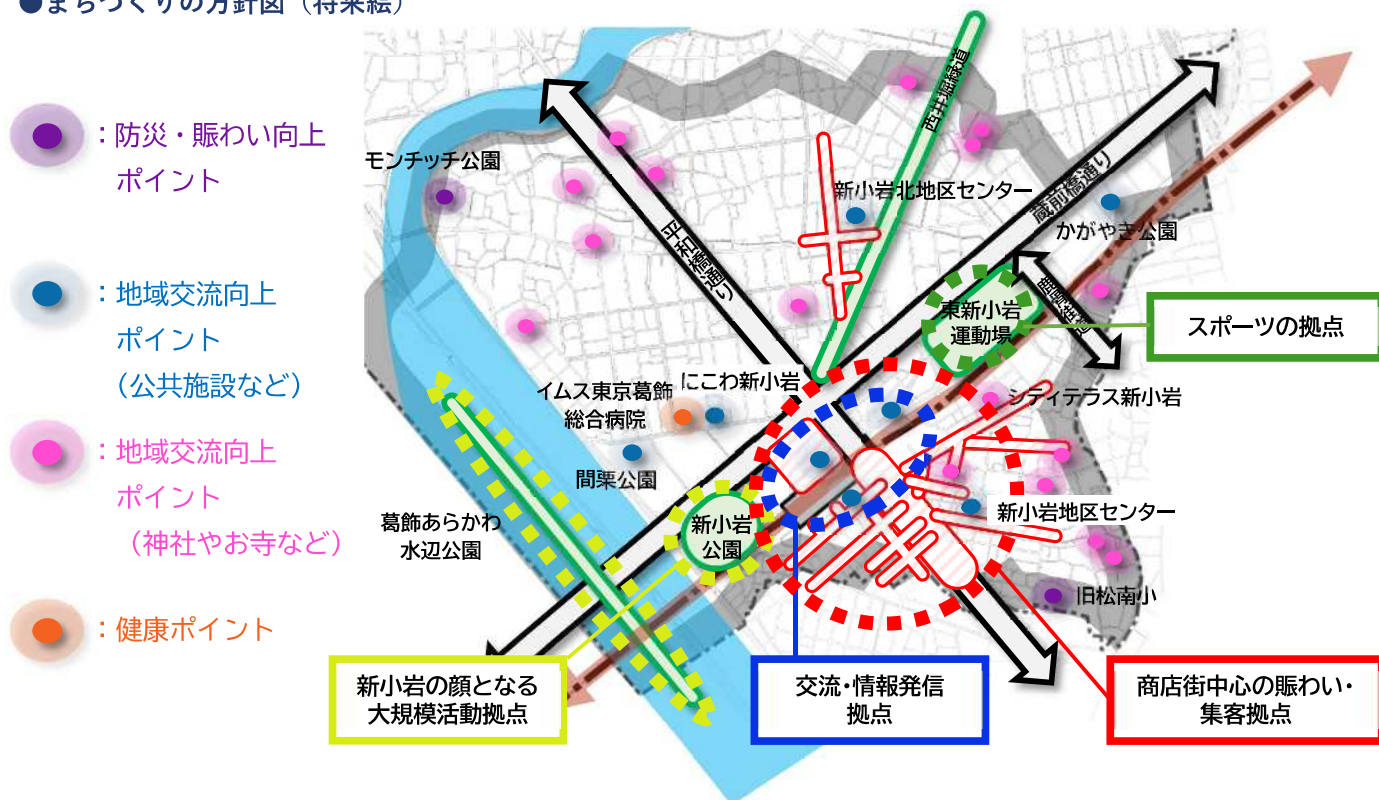 ●まちづくりの方針図（将来絵）
：防災・賑わい向上
ポイント
：地域交流向上
ポイント
（公共施設など）
：地域交流向上
ポイント
（神社やお寺など）
：健康ポイント
モンチッチ公園
西井堀緑道
新小岩北地区センター
蔵前橋通り
かがやき公園
平和橋通り
東新小岩
運動場
スポーツの拠点
イムス東京葛飾
総合病院
にこわ新小岩
シティテラス新小岩
間栗公園
葛飾あらかわ
水辺公園
新小岩
公園
新小岩地区センター
旧松南小
新小岩の顔となる
大規模活動拠点
交流・情報発信
拠点
商店街中心の賑わい・
集客拠点